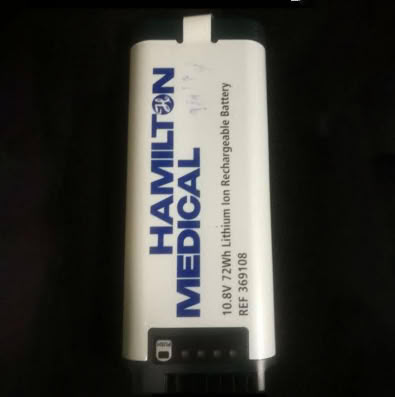 HAMILTON
MEDICAL
10.8V 72Wh Lithium Ion Rechargeable Battery
REF 369108